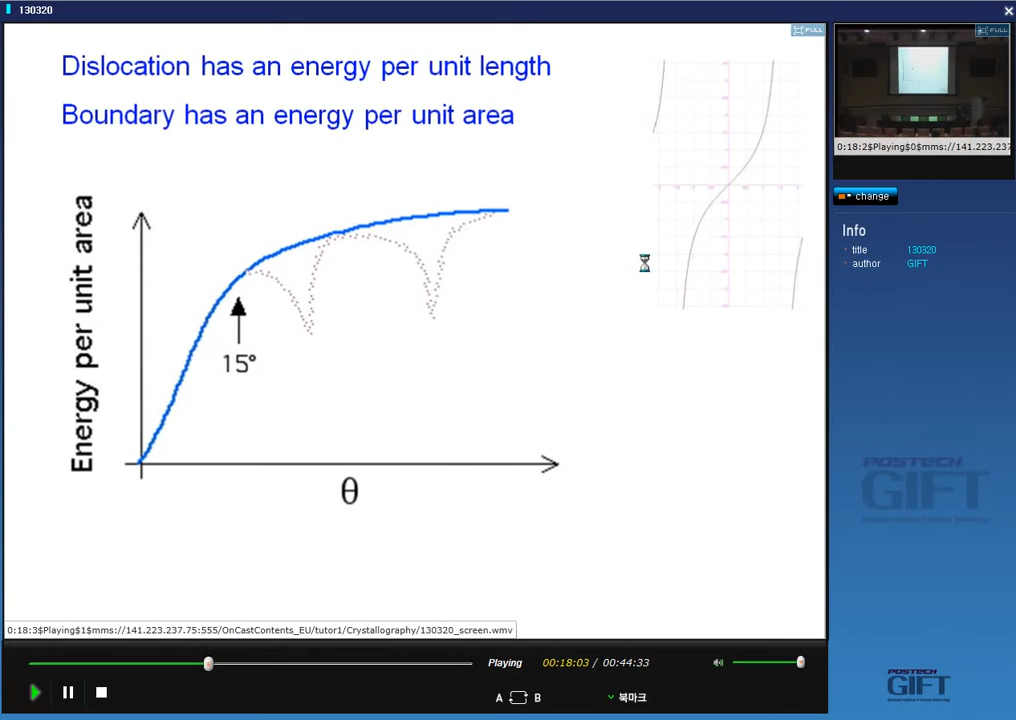 130320
FULL
FULL
Dislocation has an energy per unit length
Boundary has an energy per unit area
0:18:2$Playing$0$mms://141.223.237
change
Info
title 130320
author GIFT
Energy per unit area
15°
θ
POSTECH
GIFT
0:18:3$Playing$1$mms://141.223.237.75:555/OnCastContents_EU/tutor1/Crystallography/130320_screen.wmv
Playing 00:18:03 / 00:44:33
A B 북마크
POSTECH
GIFT